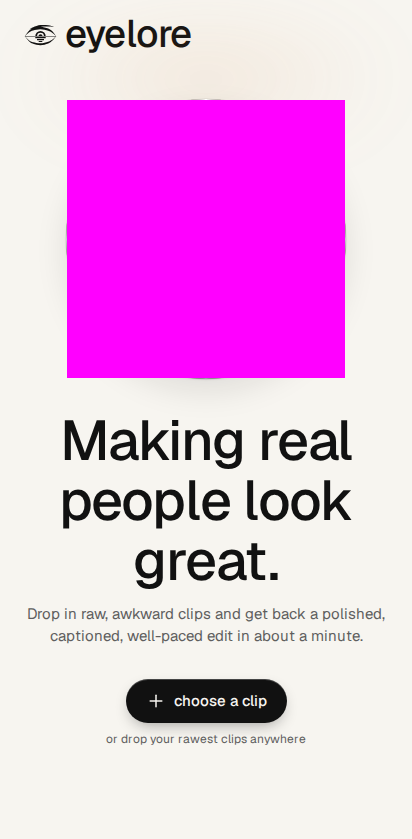 eyelore
Making real
people look
great.
Drop in raw, awkward clips and get back a polished,
captioned, well-paced edit in about a minute.
choose a clip
or drop your rawest clips anywhere